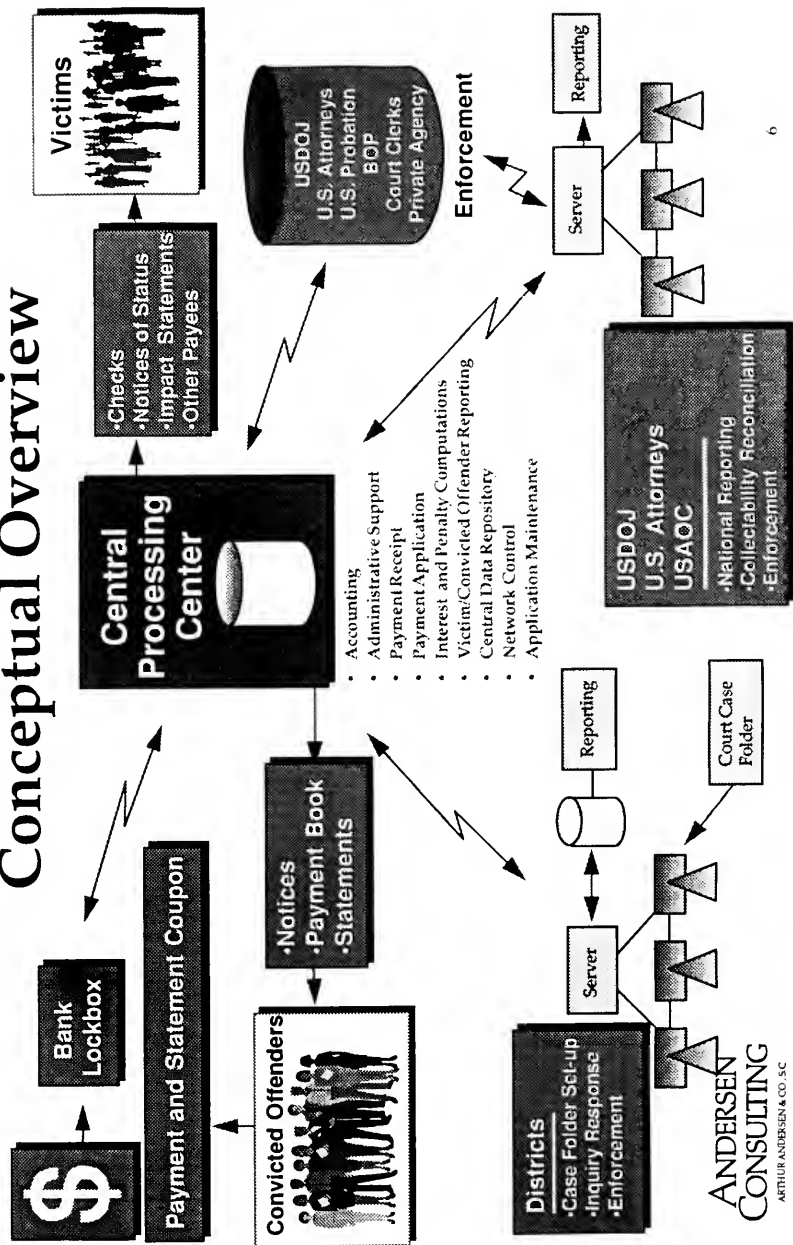 Conceptual Overview
$
Bank
Lockbox
Payment and Statement Coupon
Convicted Offenders
•Notices
•Payment Book
•Statements
Central
Processing
Center
•Checks
•Notices of Status
•Impact Statements
•Other Payees
Victims
• Accounting
• Administrative Support
• Payment Receipt
• Payment Application
• Interest and Penalty Computations
• Victim/Convicted Offender Reporting
• Central Data Repository
• Network Control
• Application Maintenance
USDOJ
U.S. Attorneys
U.S. Probation
BOP
Court Clerks
Private Agency
Enforcement
Districts
•Case Folder Set-up
•Inquiry Response
•Enforcement
Server
Reporting
Court Case
Folder
USDOJ
U.S. Attorneys
USAOC
•National Reporting
•Collectability Reconciliation
•Enforcement
Server
Reporting
ANDERSEN
CONSULTING
ARTHUR ANDERSEN & CO., S.C.
6